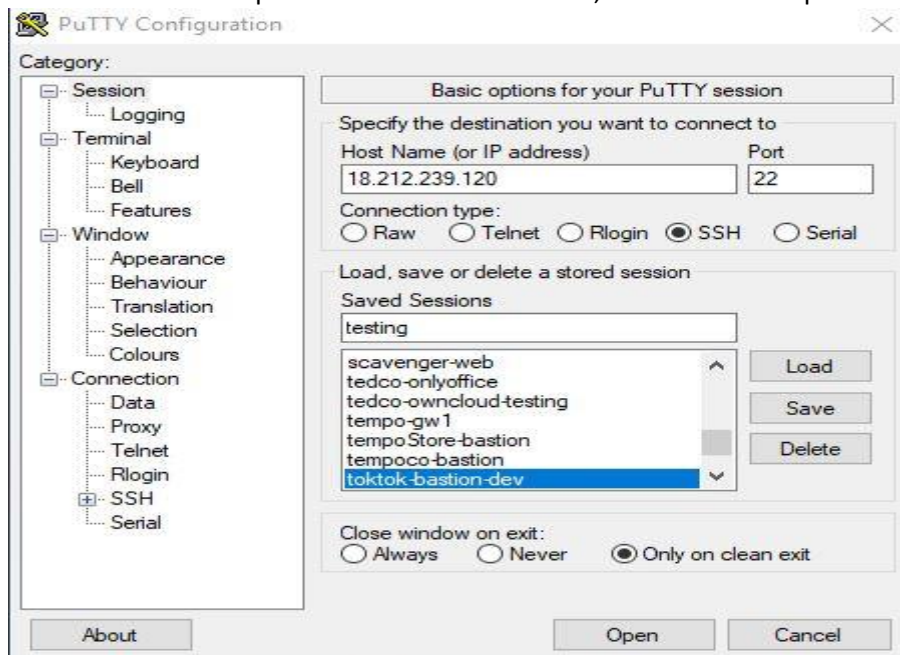 PuTTY Configuration
Category:
Session
Logging
Terminal
Keyboard
Bell
Features
Window
Appearance
Behaviour
Translation
Selection
Colours
Connection
Data
Proxy
Telnet
Rlogin
SSH
Serial
Basic options for your PuTTY session
Specify the destination you want to connect to
Host Name (or IP address) Port
18.212.239.120 22
Connection type:
Raw Telnet Rlogin SSH Serial
Load, save or delete a stored session
Saved Sessions
testing
scavenger-web
tedco-onlyoffice
tedco-owncloud-testing
tempo-gw1
tempoStore-bastion
tempoco-bastion
toktok-bastion-dev
Load
Save
Delete
Close window on exit:
Always Never Only on clean exit
About Open Cancel